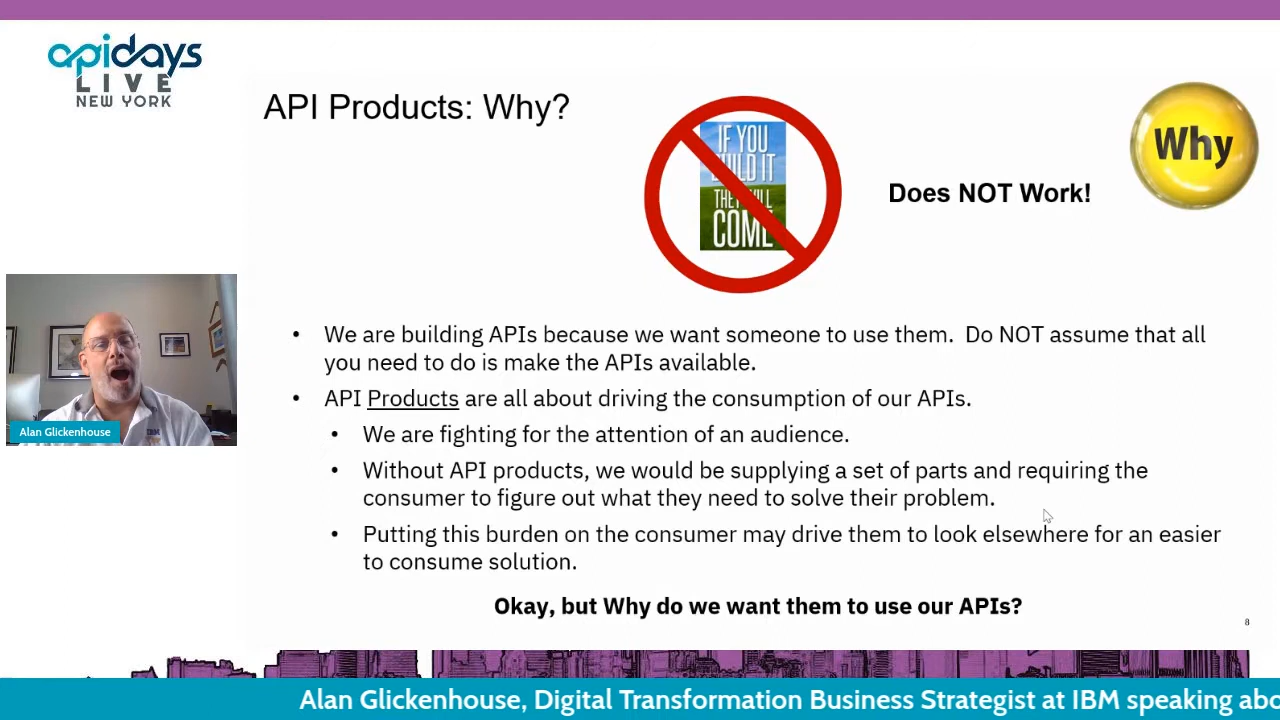 apidays
LIVE
NEW YORK
API Products: Why?
IF YOU
BUILD IT
THEY WILL
COME
Does NOT Work!
Why
Alan Glickenhouse
IBM
• We are building APIs because we want someone to use them.  Do NOT assume that all
you need to do is make the APIs available.
• API Products are all about driving the consumption of our APIs.
• We are fighting for the attention of an audience.
• Without API products, we would be supplying a set of parts and requiring the
consumer to figure out what they need to solve their problem.
• Putting this burden on the consumer may drive them to look elsewhere for an easier
to consume solution.
Okay, but Why do we want them to use our APIs?
8
Alan Glickenhouse, Digital Transformation Business Strategist at IBM speaking abo